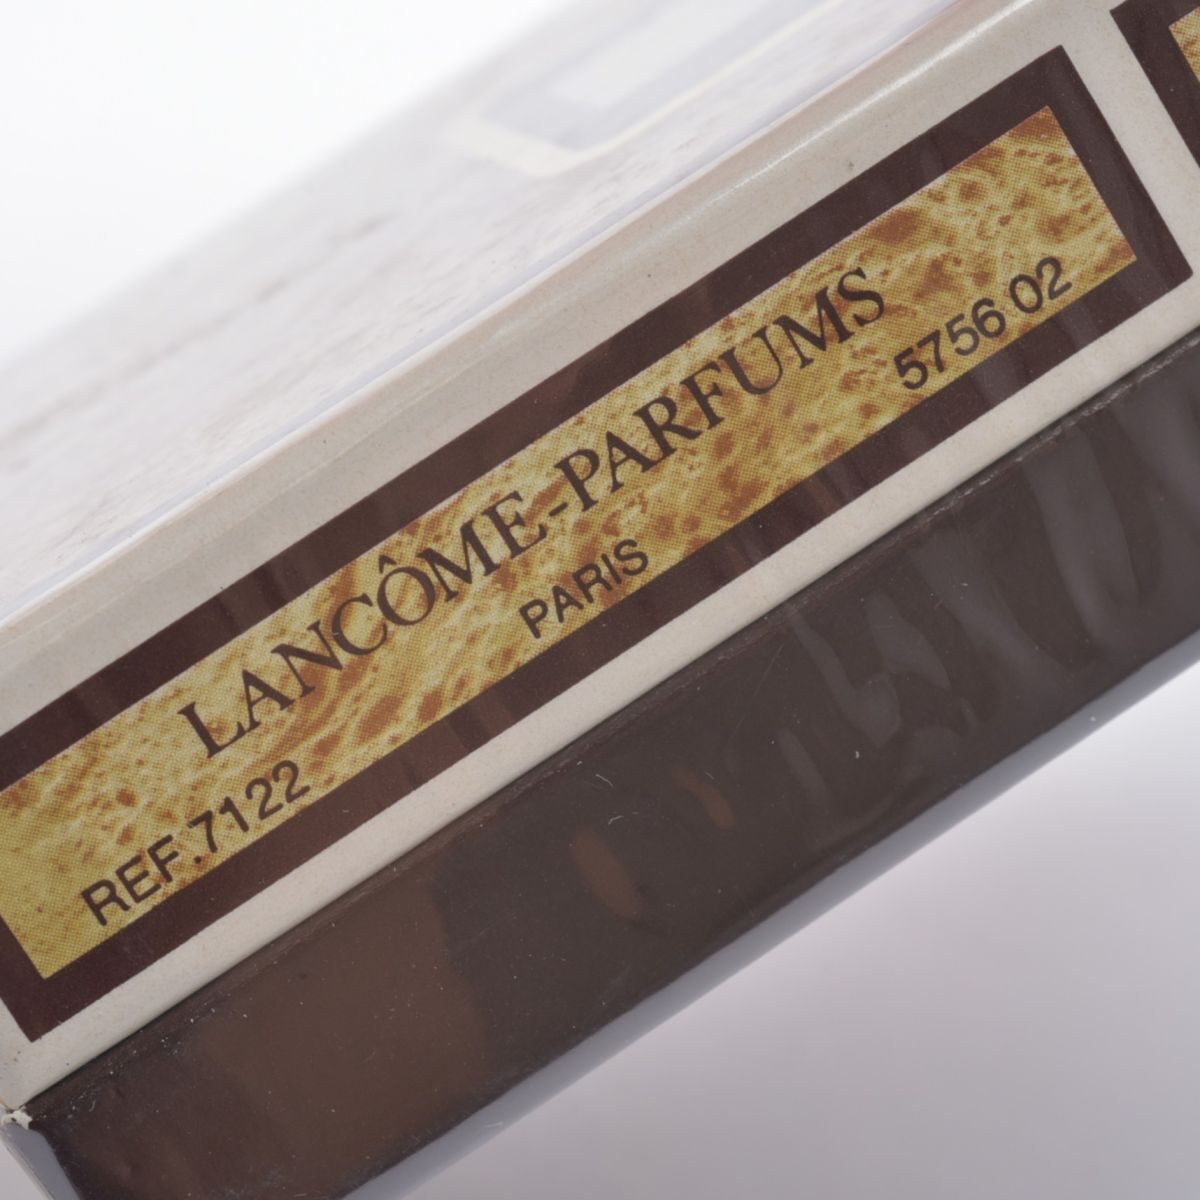 LANCÔME-PARFUMS
PARIS
REF.7122
5756 02